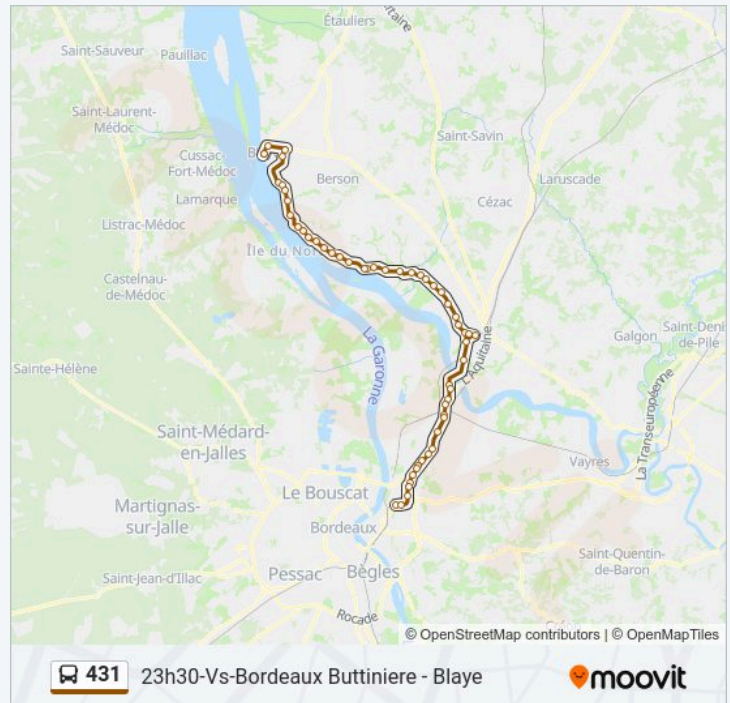 Étauliers
Aquitaine
Saint-Sauveur
Pauillac
Saint-Laurent-
Médoc
Saint-Savin
Cussac-
Fort-Médoc
Berson
Laruscade
Lamarque
Cézac
Listrac-Médoc
Île du Nor
Castelnau-
de-Médoc
La Garonne
L'Aquitaine
Galgon
Saint-Denis-
de-Pile
Sainte-Hélène
La Transeuropéenne
Saint-Médard-
en-Jalles
Vayres
Le Bouscat
Martignas-
sur-Jalle
Bordeaux
Saint-Quentin-
de-Baron
Saint-Jean-d'Illac
Pessac
Bègles
Rocade
© OpenStreetMap contributors | © OpenMapTiles
431 23h30-Vs-Bordeaux Buttiniere - Blaye moovit